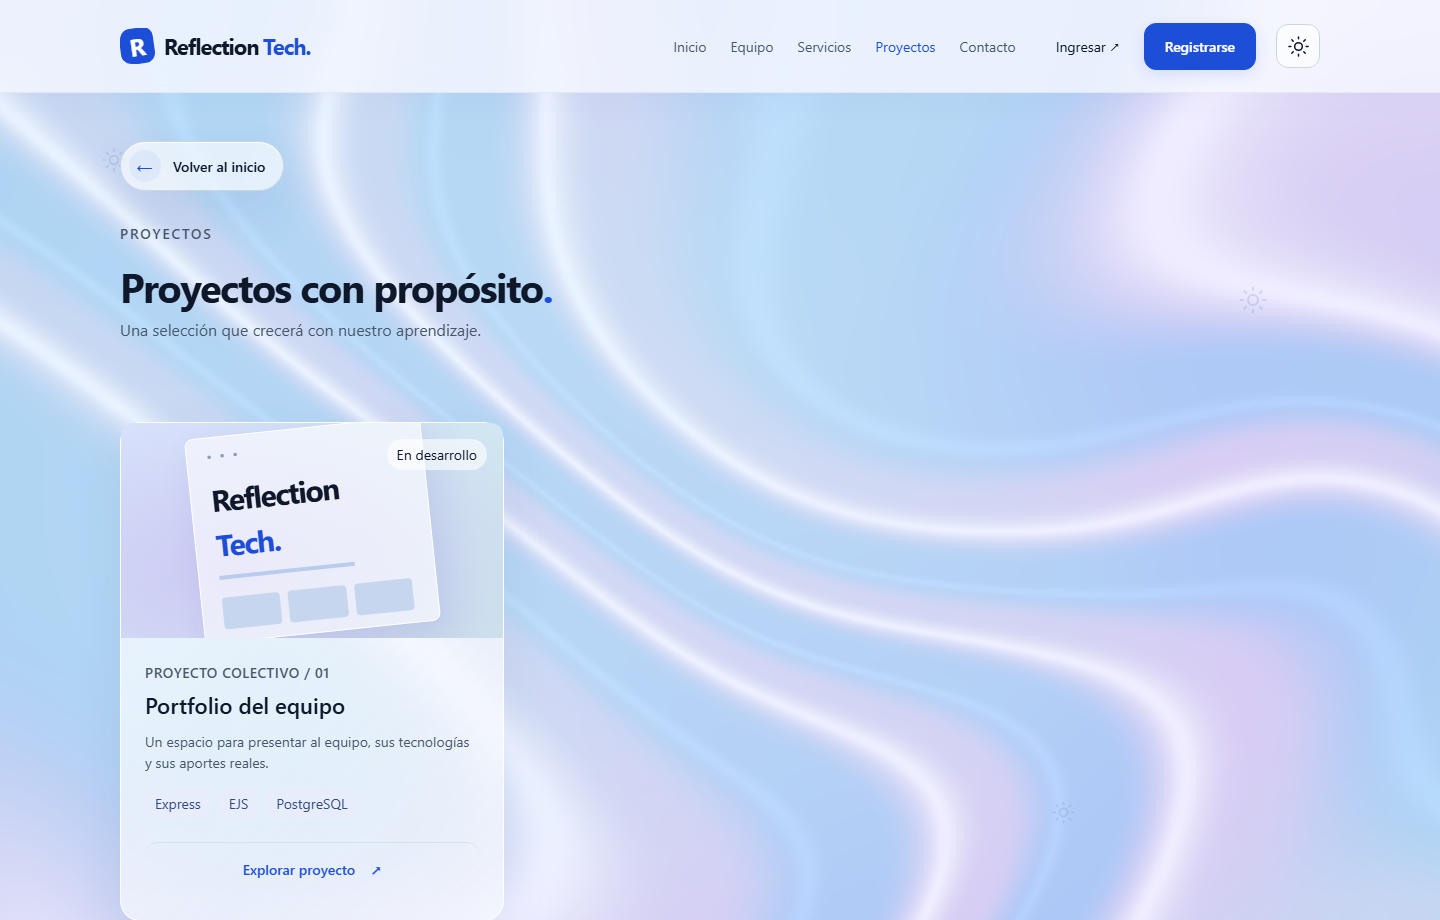 R Reflection Tech.
Inicio Equipo Servicios Proyectos Contacto Ingresar ↗ Registrarse
← Volver al inicio
PROYECTOS
Proyectos con propósito.
Una selección que crecerá con nuestro aprendizaje.
En desarrollo
Reflection
Tech.
PROYECTO COLECTIVO / 01
Portfolio del equipo
Un espacio para presentar al equipo, sus tecnologías
y sus aportes reales.
Express EJS PostgreSQL
Explorar proyecto ↗